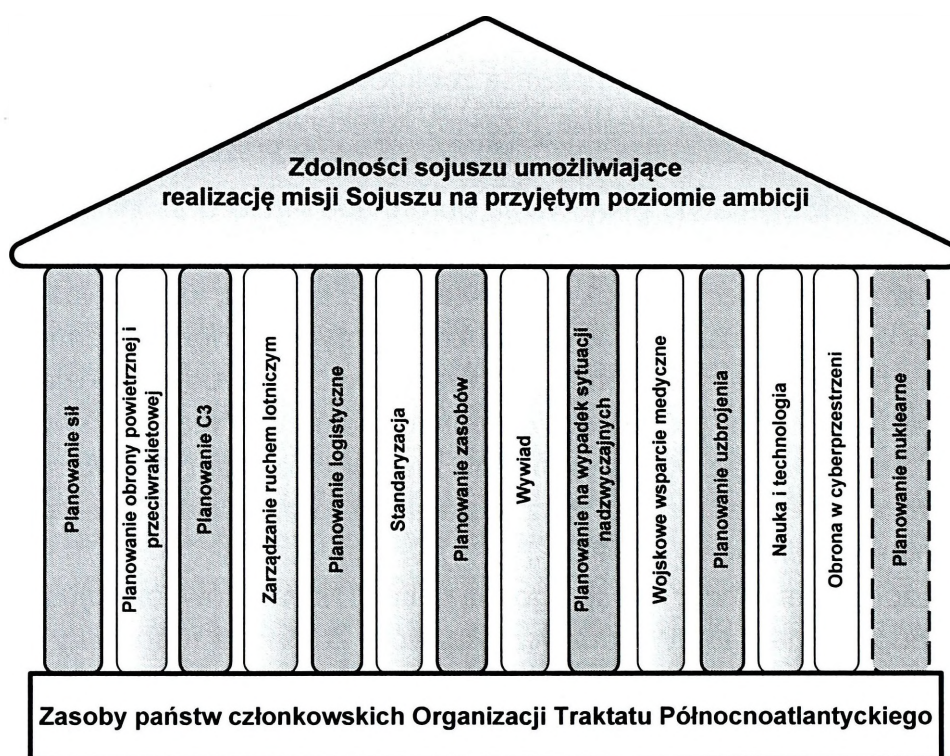 Zdolności sojuszu umożliwiające
realizację misji Sojuszu na przyjętym poziomie ambicji
Planowanie sił
Planowanie obrony powietrznej i
przeciwrakietowej
Planowanie C3
Zarządzanie ruchem lotniczym
Planowanie logistyczne
Standaryzacja
Planowanie zasobów
Wywiad
Planowanie na wypadek sytuacji
nadzwyczajnych
Wojskowe wsparcie medyczne
Planowanie uzbrojenia
Nauka i technologia
Obrona w cyberprzestrzeni
Planowanie nuklearne
Zasoby państw członkowskich Organizacji Traktatu Północnoatlantyckiego